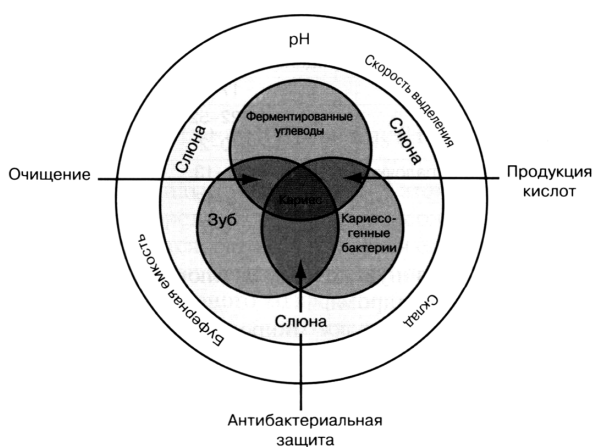 pH
Скорость выделения
Ферментированные
углеводы
Слюна
Слюна
Очищение
Продукция
кислот
Кариес
Зуб
Кариесо-
генные
бактерии
Буферная емкость
Склад
Слюна
Антибактериальная
защита